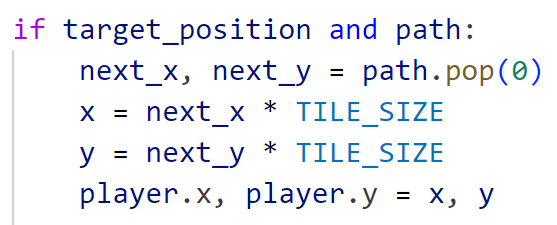 if target_position and path:
    next_x, next_y = path.pop(0)
    x = next_x * TILE_SIZE
    y = next_y * TILE_SIZE
    player.x, player.y = x, y